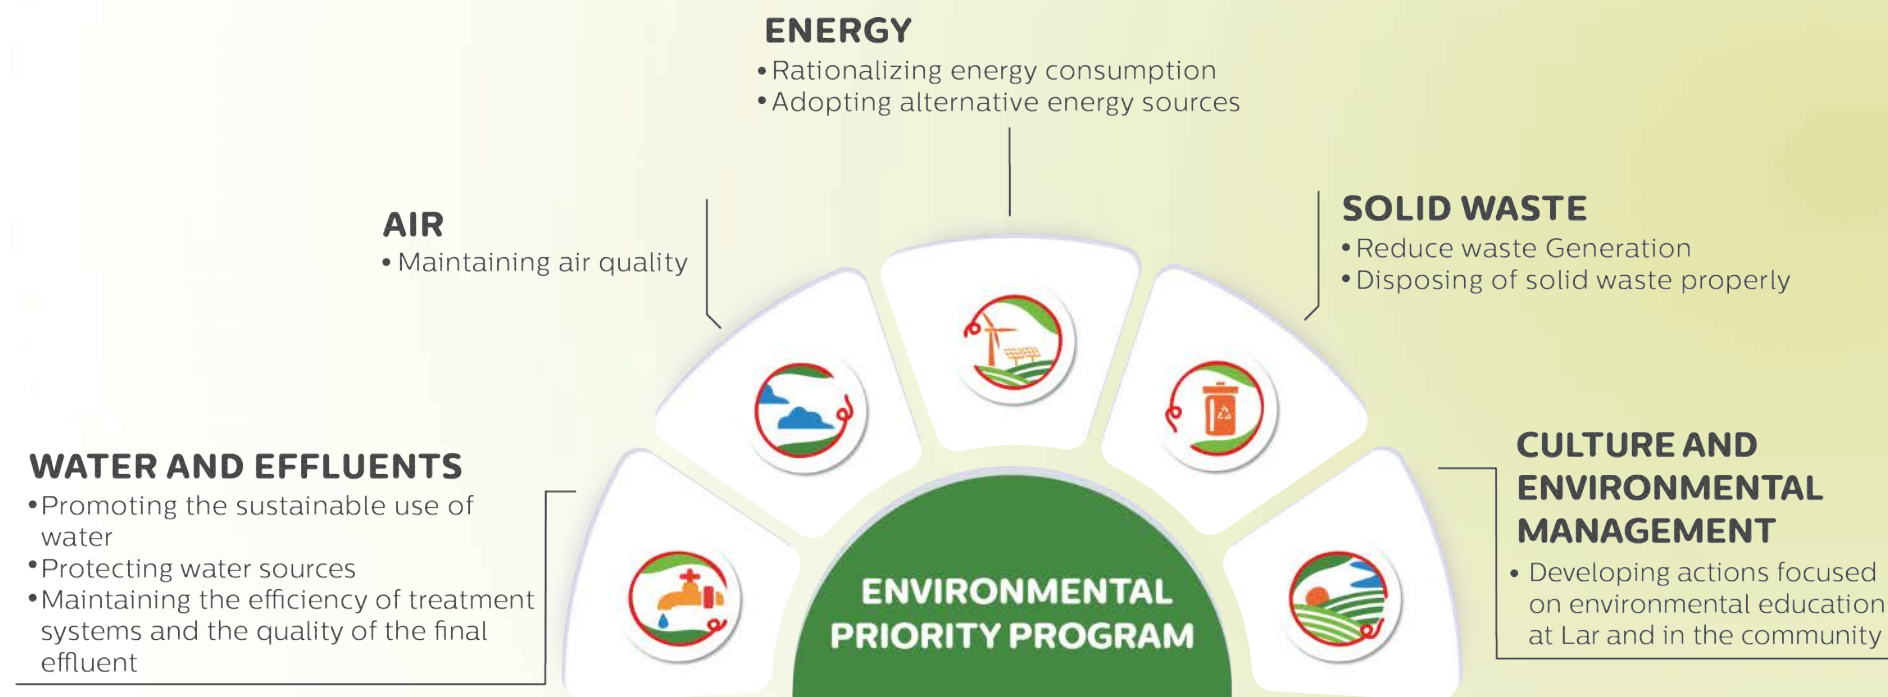 ENERGY
• Rationalizing energy consumption
• Adopting alternative energy sources
AIR
• Maintaining air quality
SOLID WASTE
• Reduce waste Generation
• Disposing of solid waste properly
WATER AND EFFLUENTS
• Promoting the sustainable use of
water
• Protecting water sources
• Maintaining the efficiency of treatment
systems and the quality of the final
effluent
CULTURE AND
ENVIRONMENTAL
MANAGEMENT
• Developing actions focused
on environmental education
at Lar and in the community
ENVIRONMENTAL
PRIORITY PROGRAM